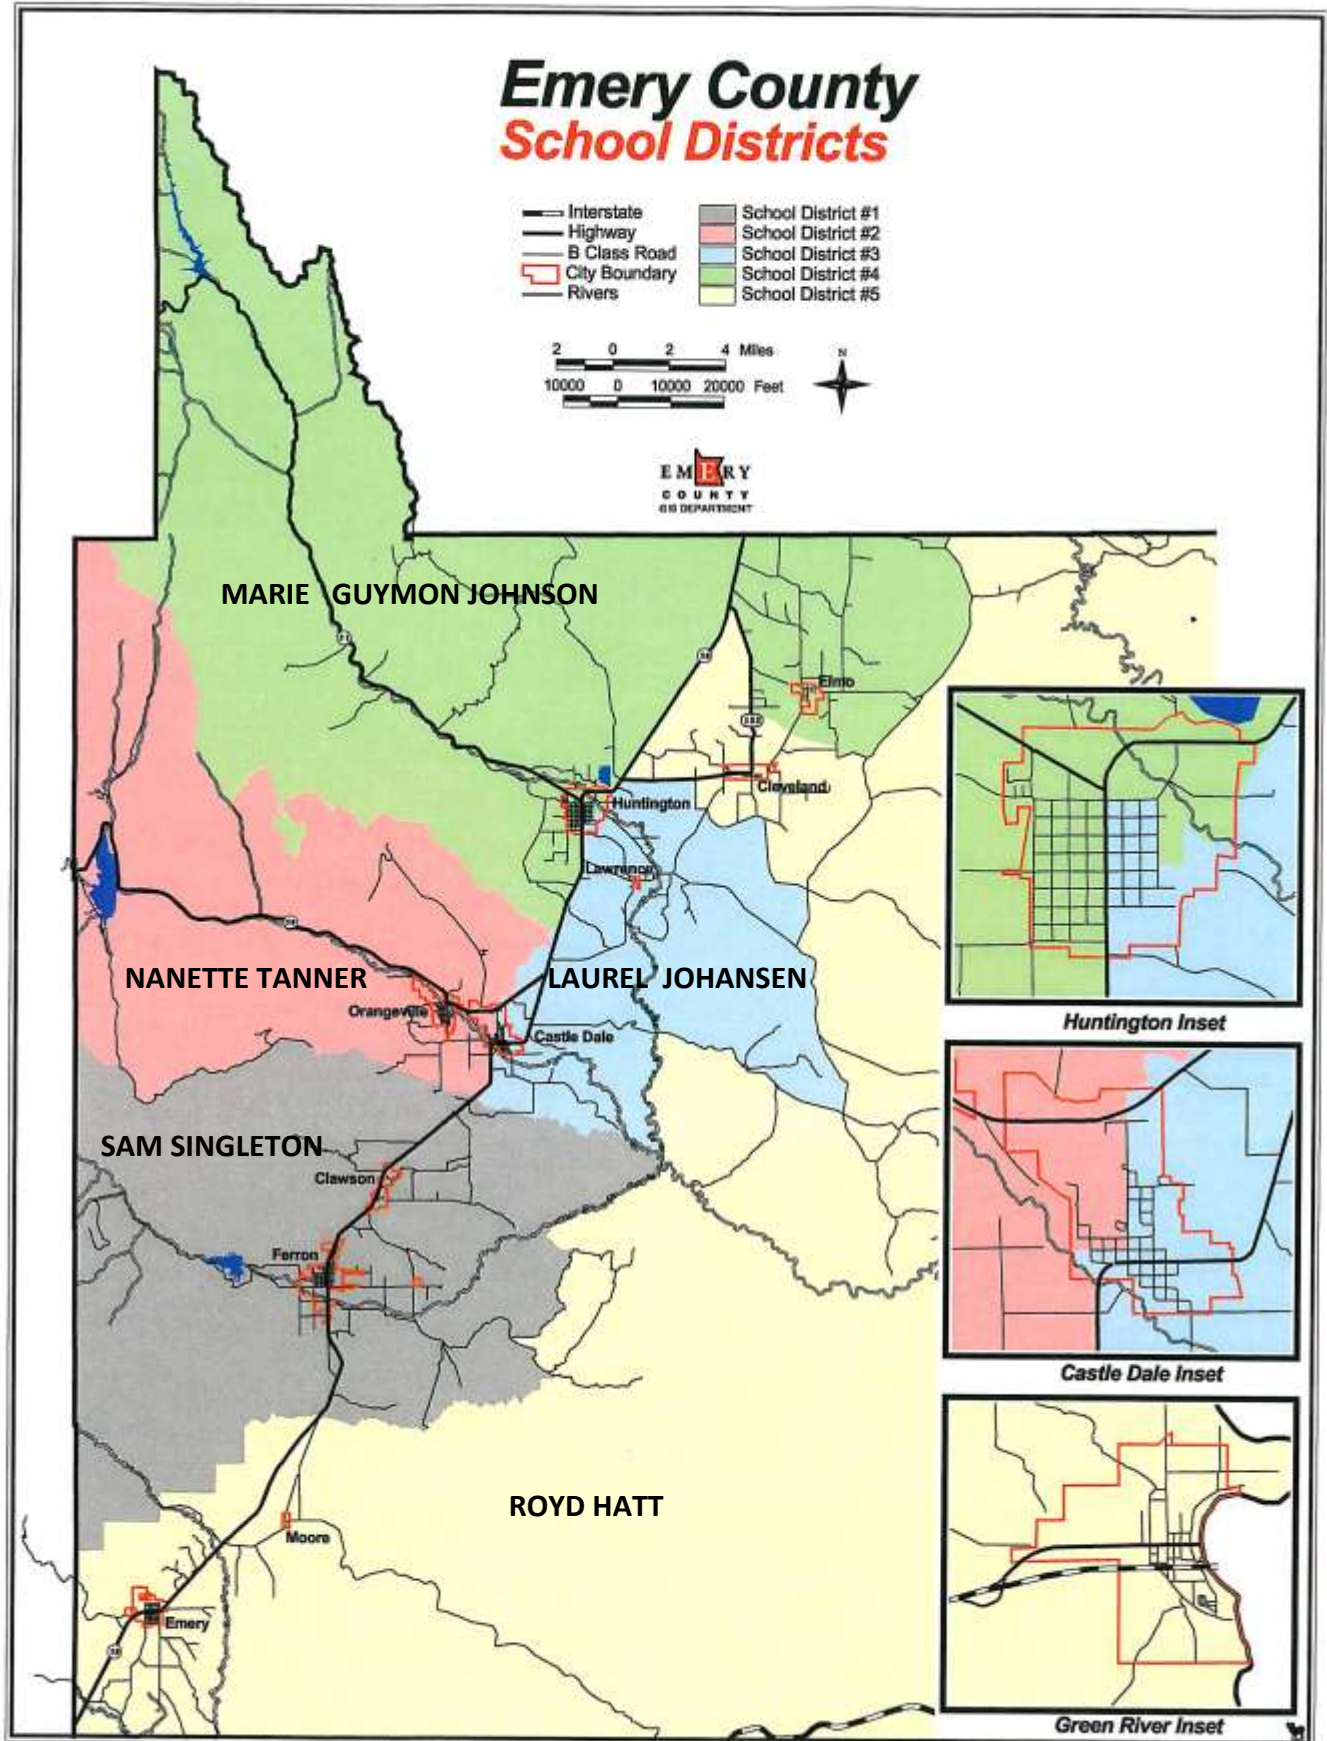 Emery County
School Districts
Interstate
Highway
B Class Road
City Boundary
Rivers
School District #1
School District #2
School District #3
School District #4
School District #5
2 0 2 4 Miles
10000 0 10000 20000 Feet
N
EMERY
COUNTY
GIS DEPARTMENT
MARIE GUYMON JOHNSON
31
Elmo
Cleveland
Huntington
Lawrence
NANETTE TANNER
LAUREL JOHANSEN
Orangeville
Castle Dale
SAM SINGLETON
Clawson
Ferron
ROYD HATT
Moore
Emery
Huntington Inset
Castle Dale Inset
Green River Inset